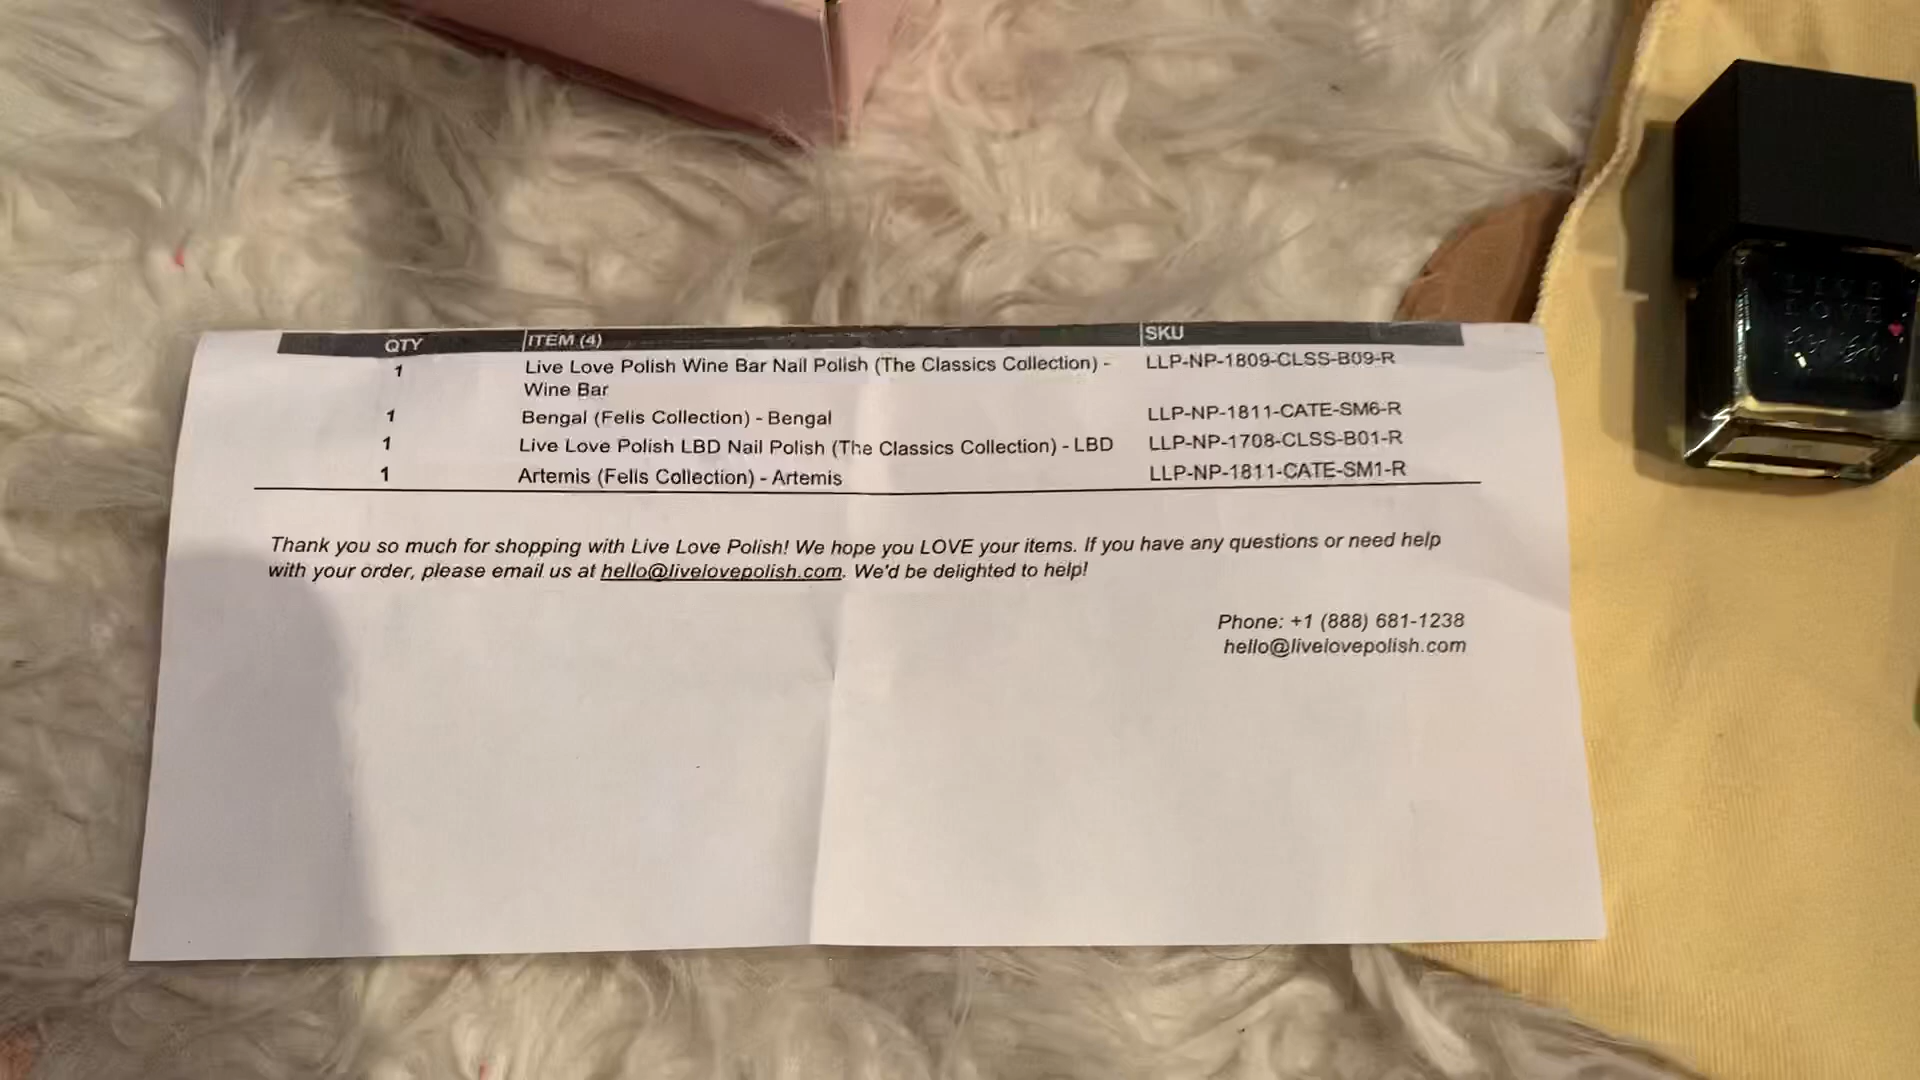 QTY ITEM (4) SKU
1 Live Love Polish Wine Bar Nail Polish (The Classics Collection) - LLP-NP-1809-CLSS-B09-R
Wine Bar
1 Bengal (Felis Collection) - Bengal LLP-NP-1811-CATE-SM6-R
1 Live Love Polish LBD Nail Polish (The Classics Collection) - LBD LLP-NP-1708-CLSS-B01-R
1 Artemis (Felis Collection) - Artemis LLP-NP-1811-CATE-SM1-R
Thank you so much for shopping with Live Love Polish! We hope you LOVE your items. If you have any questions or need help
with your order, please email us at hello@livelovepolish.com. We'd be delighted to help!
Phone: +1 (888) 681-1238
hello@livelovepolish.com
LIVE
LOVE